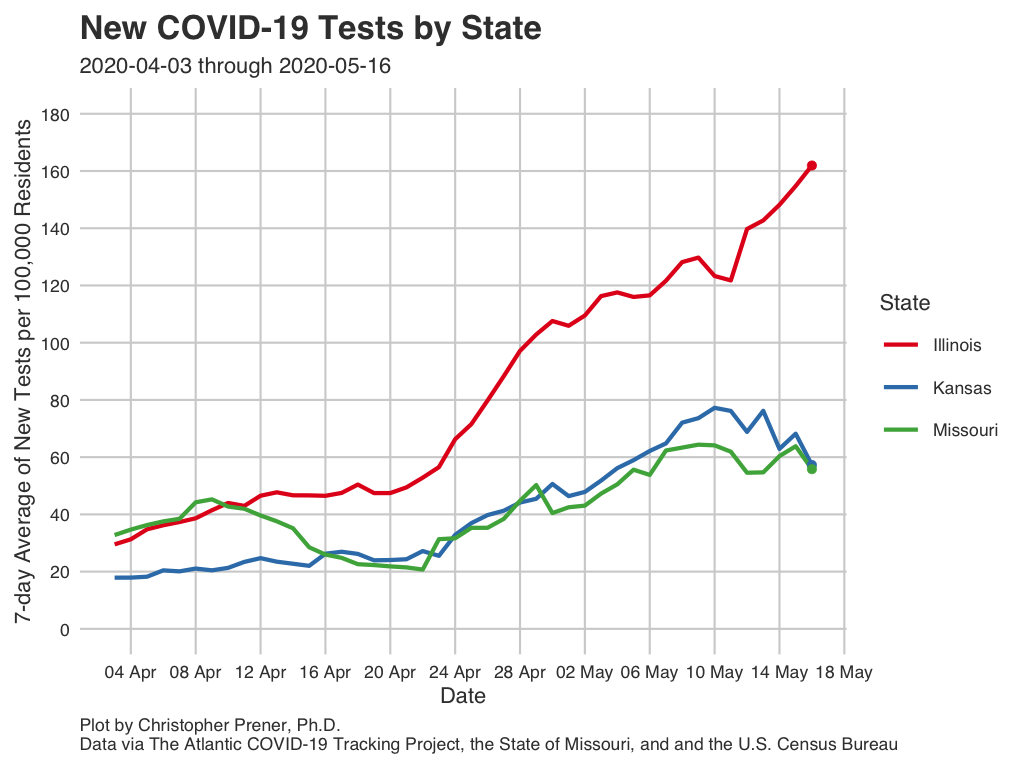 New COVID-19 Tests by State
2020-04-03 through 2020-05-16
7-day Average of New Tests per 100,000 Residents
180
160
140
120
100
80
60
40
20
0
04 Apr 08 Apr 12 Apr 16 Apr 20 Apr 24 Apr 28 Apr 02 May 06 May 10 May 14 May 18 May
Date
State
Illinois
Kansas
Missouri
Plot by Christopher Prener, Ph.D.
Data via The Atlantic COVID-19 Tracking Project, the State of Missouri, and and the U.S. Census Bureau